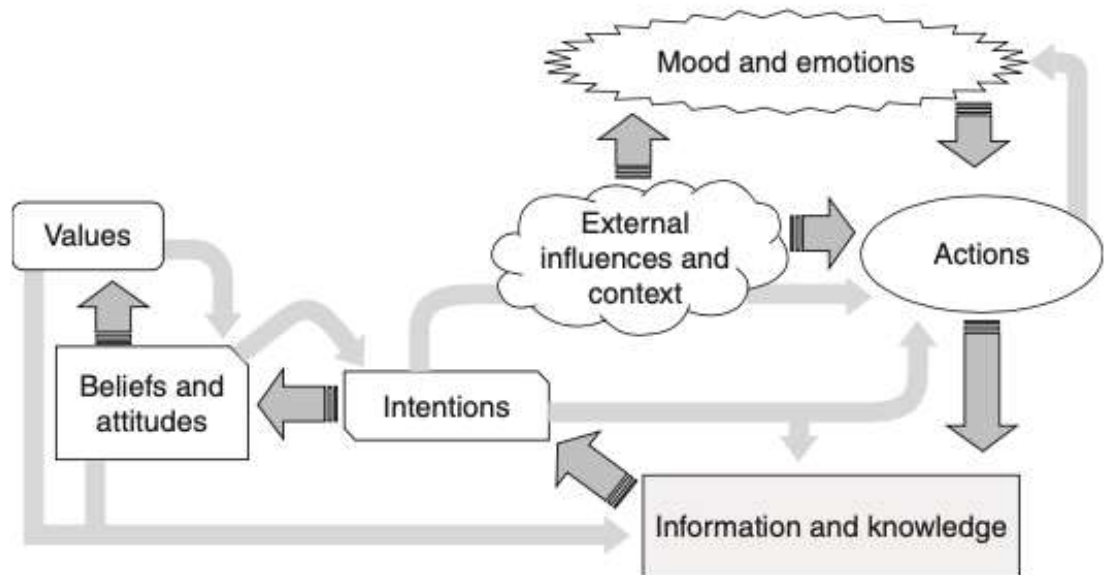 Mood and emotions
Values
External
influences and
context
Actions
Beliefs and
attitudes
Intentions
Information and knowledge